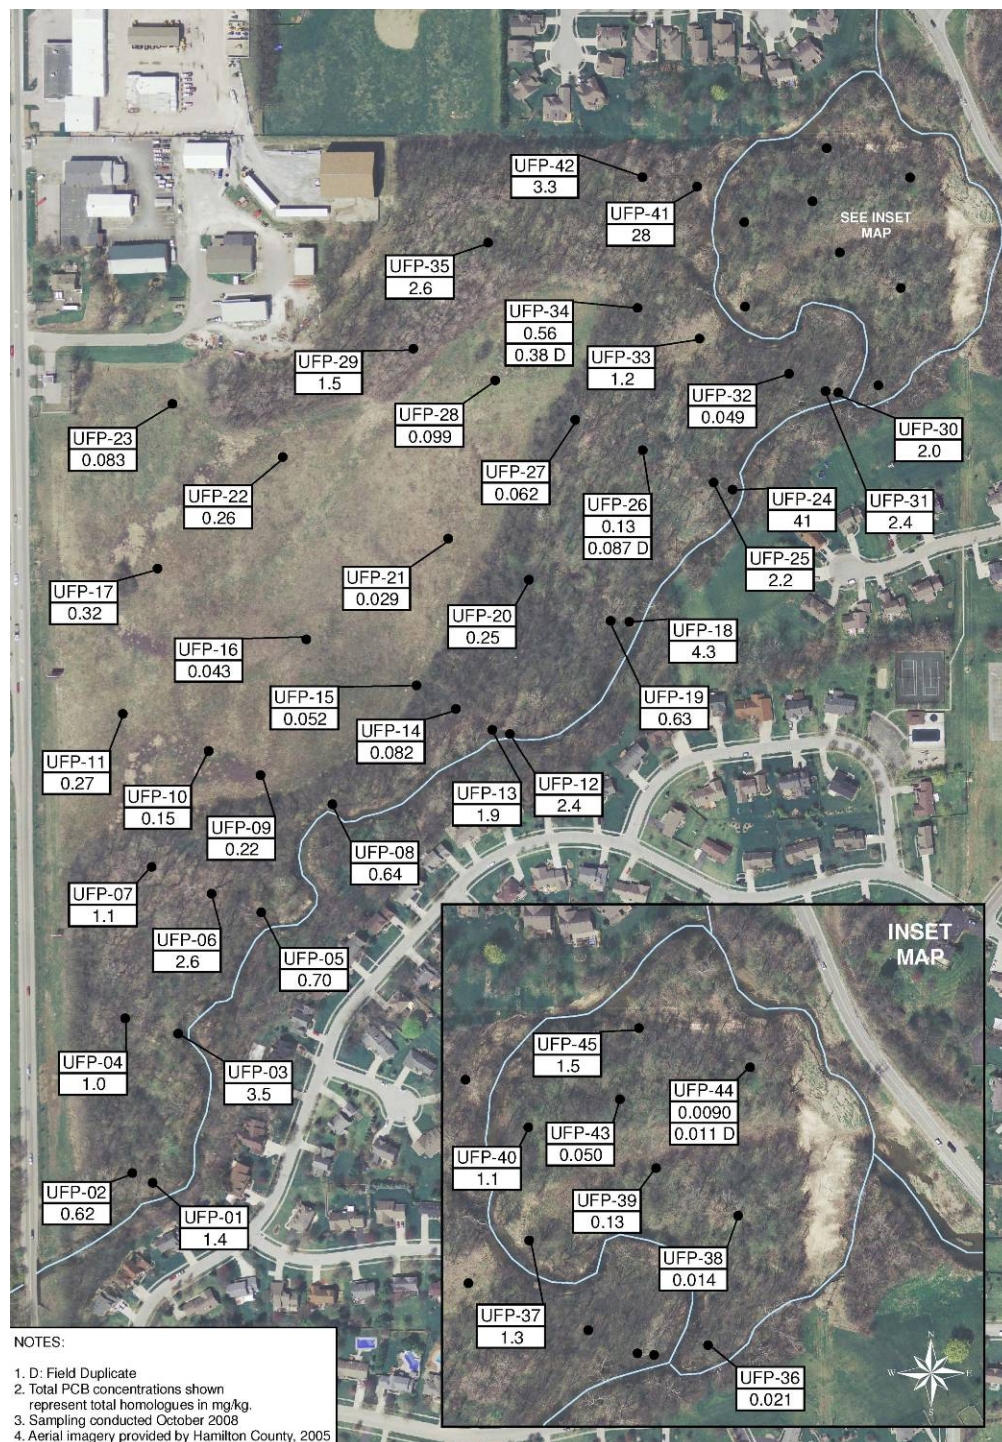 UFP-42
3.3
UFP-41
28
SEE INSET
MAP
UFP-35
2.6
UFP-34
0.56
0.38 D
UFP-33
1.2
UFP-29
1.5
UFP-32
0.049
UFP-28
0.099
UFP-23
0.083
UFP-30
2.0
UFP-27
0.062
UFP-22
0.26
UFP-26
0.13
0.087 D
UFP-24
41
UFP-31
2.4
UFP-25
2.2
UFP-21
0.029
UFP-17
0.32
UFP-20
0.25
UFP-18
4.3
UFP-16
0.043
UFP-15
0.052
UFP-19
0.63
UFP-14
0.082
UFP-11
0.27
UFP-10
0.15
UFP-13
1.9
UFP-12
2.4
UFP-09
0.22
UFP-08
0.64
UFP-07
1.1
UFP-06
2.6
UFP-05
0.70
UFP-04
1.0
UFP-03
3.5
UFP-02
0.62
UFP-01
1.4
INSET
MAP
UFP-45
1.5
UFP-44
0.0090
0.011 D
UFP-43
0.050
UFP-40
1.1
UFP-39
0.13
UFP-38
0.014
UFP-37
1.3
UFP-36
0.021
N
W
E
S
NOTES:
1. D: Field Duplicate
2. Total PCB concentrations shown
represent total homologues in mg/kg.
3. Sampling conducted October 2008
4. Aerial imagery provided by Hamilton County, 2005